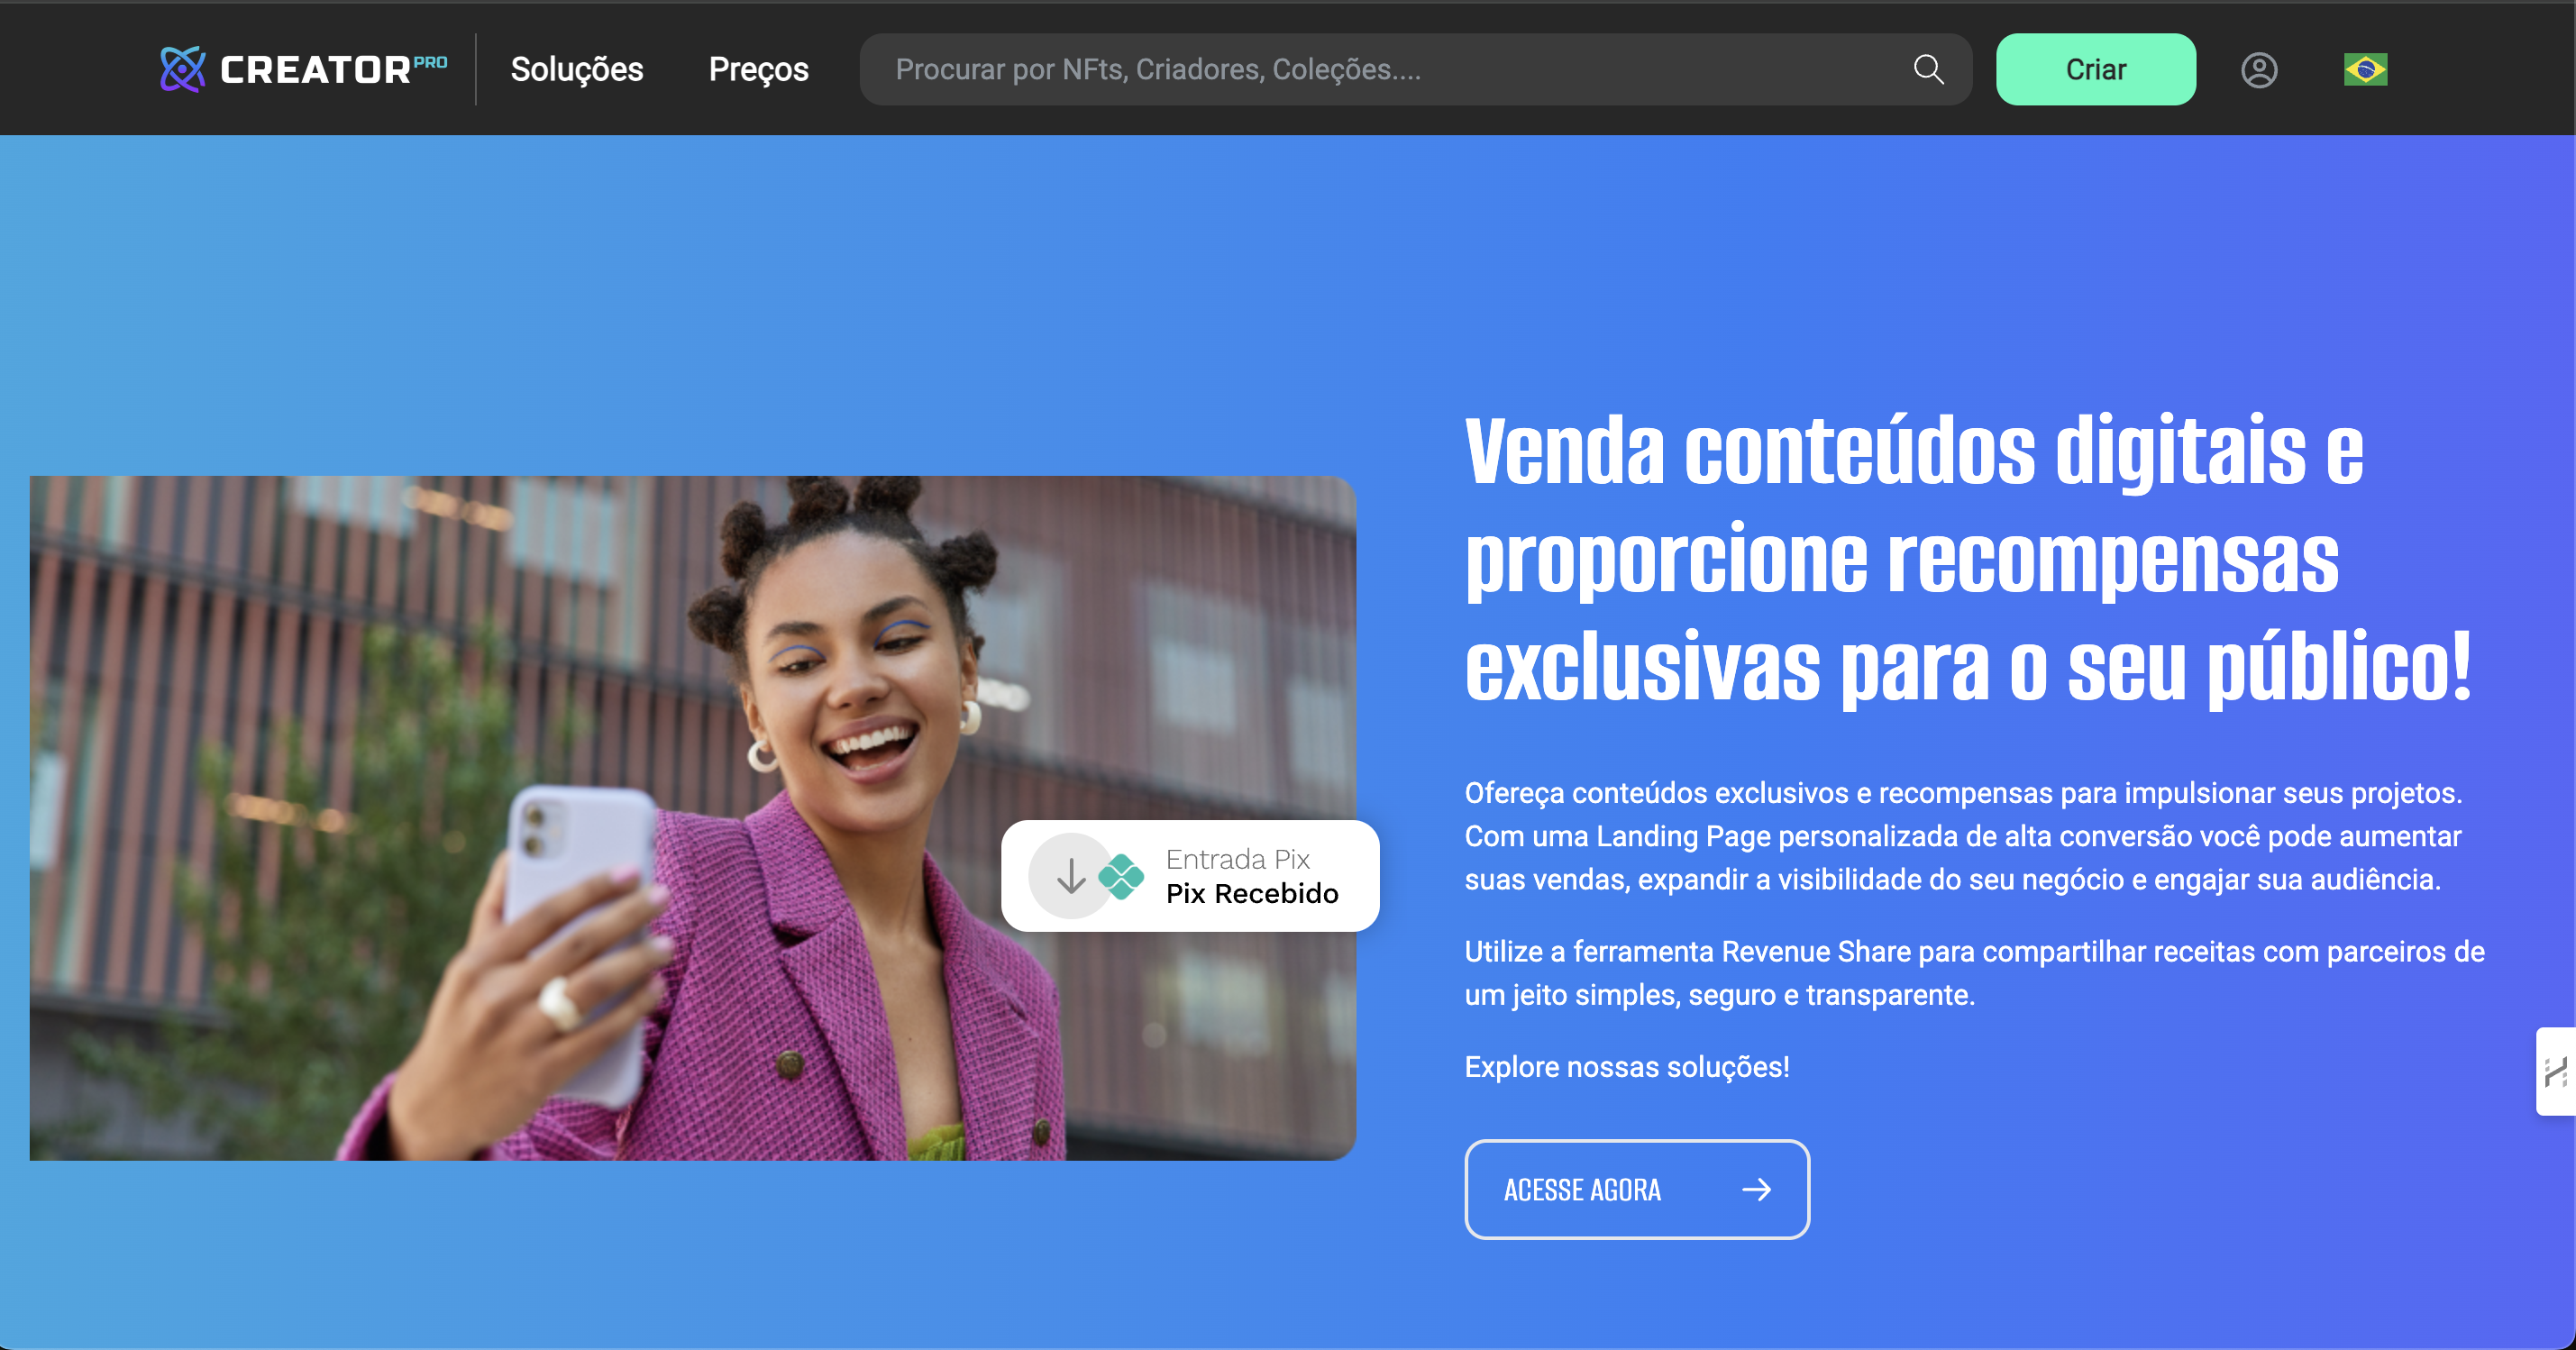 CREATOR PRO
Soluções
Preços
Procurar por NFts, Criadores, Coleções....
Criar
Venda conteúdos digitais e
proporcione recompensas
exclusivas para o seu público!
Entrada Pix
Pix Recebido
Ofereça conteúdos exclusivos e recompensas para impulsionar seus projetos.
Com uma Landing Page personalizada de alta conversão você pode aumentar
suas vendas, expandir a visibilidade do seu negócio e engajar sua audiência.
Utilize a ferramenta Revenue Share para compartilhar receitas com parceiros de
um jeito simples, seguro e transparente.
Explore nossas soluções!
ACESSE AGORA